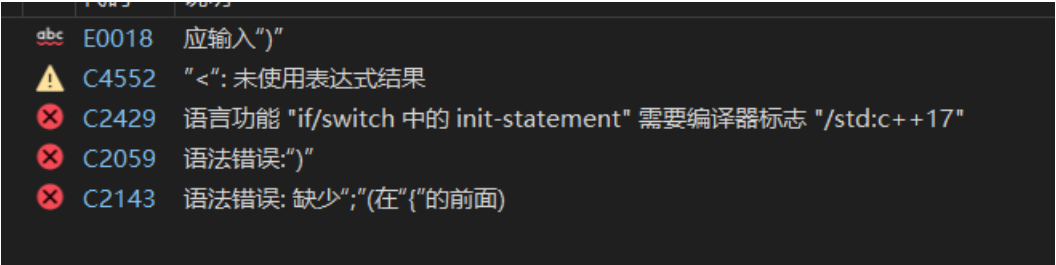 abc E0018 应输入“)”
C4552 “<“: 未使用表达式结果
C2429 语言功能 "if/switch 中的 init-statement" 需要编译器标志 "/std:c++17"
C2059 语法错误:“)”
C2143 语法错误: 缺少“;”(在“{”的前面)